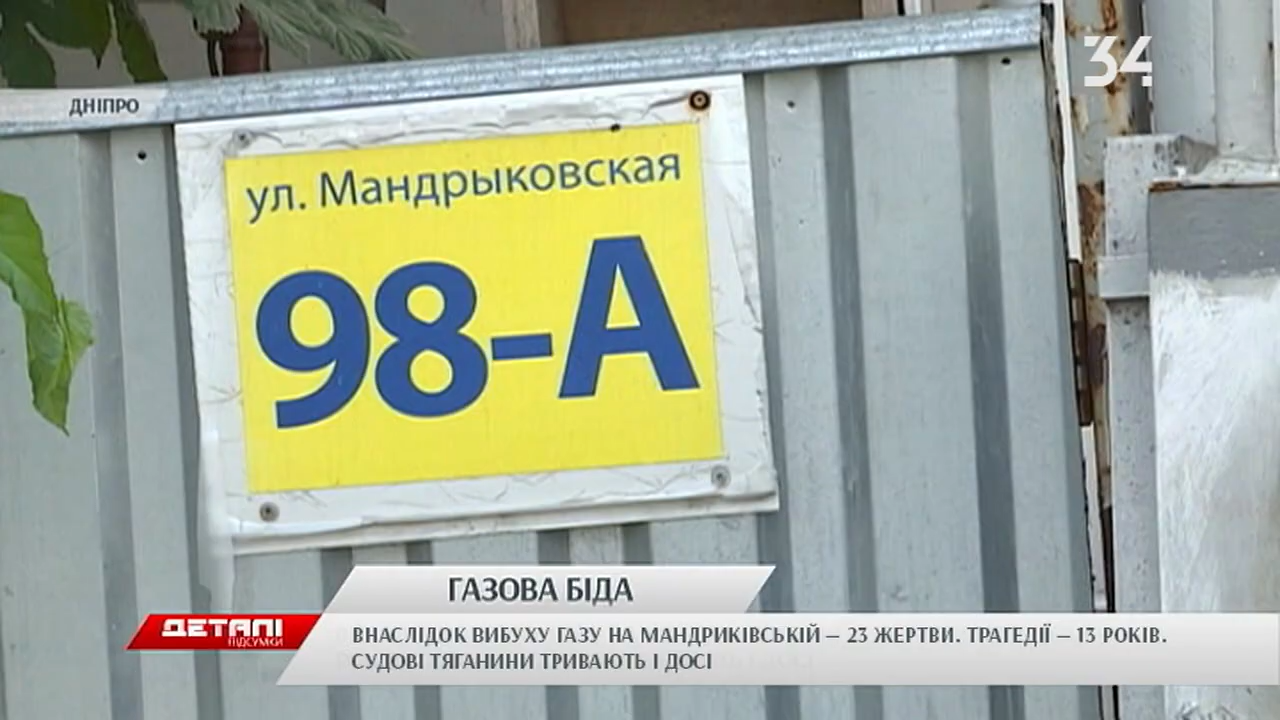 34
ДНІПРО
ул. Мандрыковская
98-А
ГАЗОВА БІДА
ДЕТАЛІ
ПІДСУМКИ
ВНАСЛІДОК ВИБУХУ ГАЗУ НА МАНДРИКІВСЬКІЙ – 23 ЖЕРТВИ. ТРАГЕДІЇ – 13 РОКІВ.
СУДОВІ ТЯГАНИНИ ТРИВАЮТЬ І ДОСІ